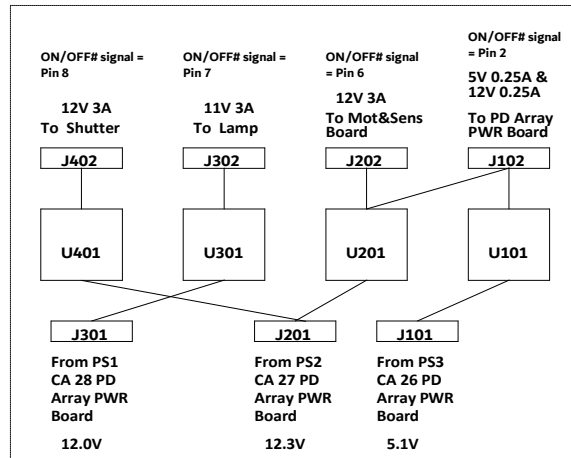 ON/OFF# signal =
Pin 8
12V 3A
To Shutter
J402
ON/OFF# signal =
Pin 7
11V 3A
To Lamp
J302
ON/OFF# signal
= Pin 6
12V 3A
To Mot&Sens
Board
J202
ON/OFF# signal
= Pin 2
5V 0.25A &
12V 0.25A
To PD Array
PWR Board
J102
U401
U301
U201
U101
J301
From PS1
CA 28 PD
Array PWR
Board
12.0V
J201
From PS2
CA 27 PD
Array PWR
Board
12.3V
J101
From PS3
CA 26 PD
Array PWR
Board
5.1V